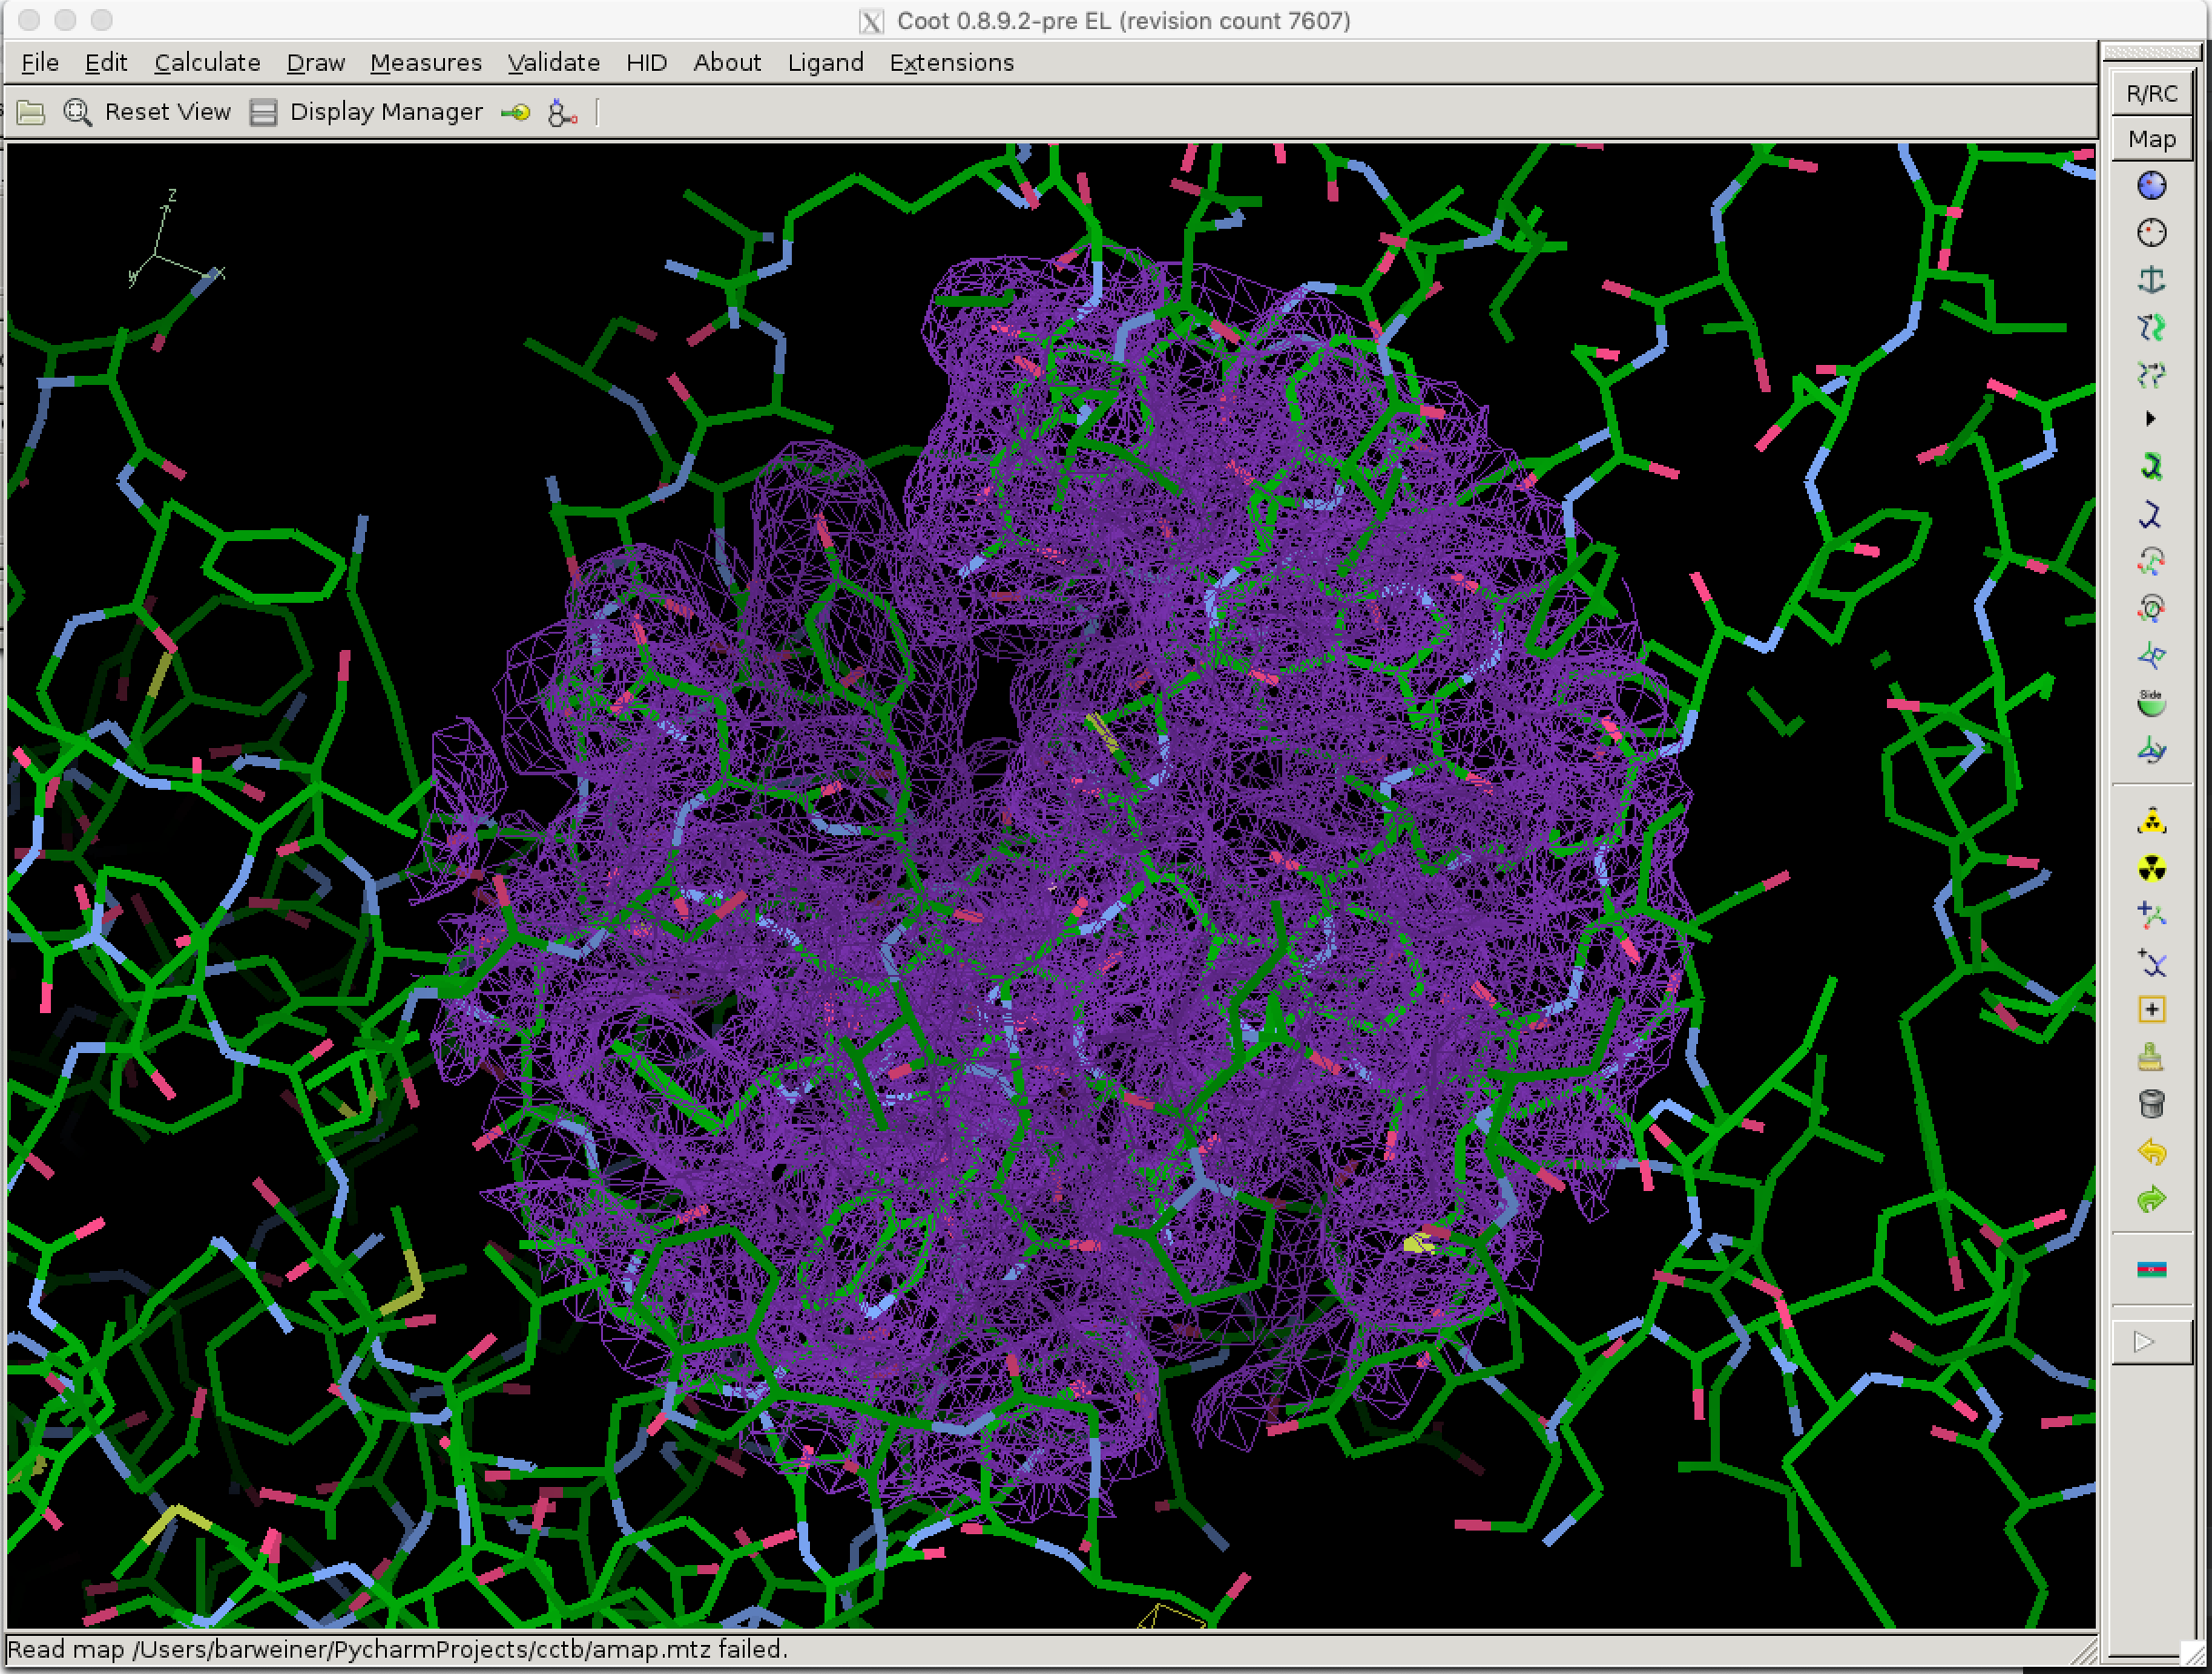 Coot 0.8.9.2-pre EL (revision count 7607)
File Edit Calculate Draw Measures Validate HID About Ligand Extensions
Reset View Display Manager
R/RC
Map
z
y x
Side
Read map /Users/barweiner/PycharmProjects/cctb/amap.mtz failed.